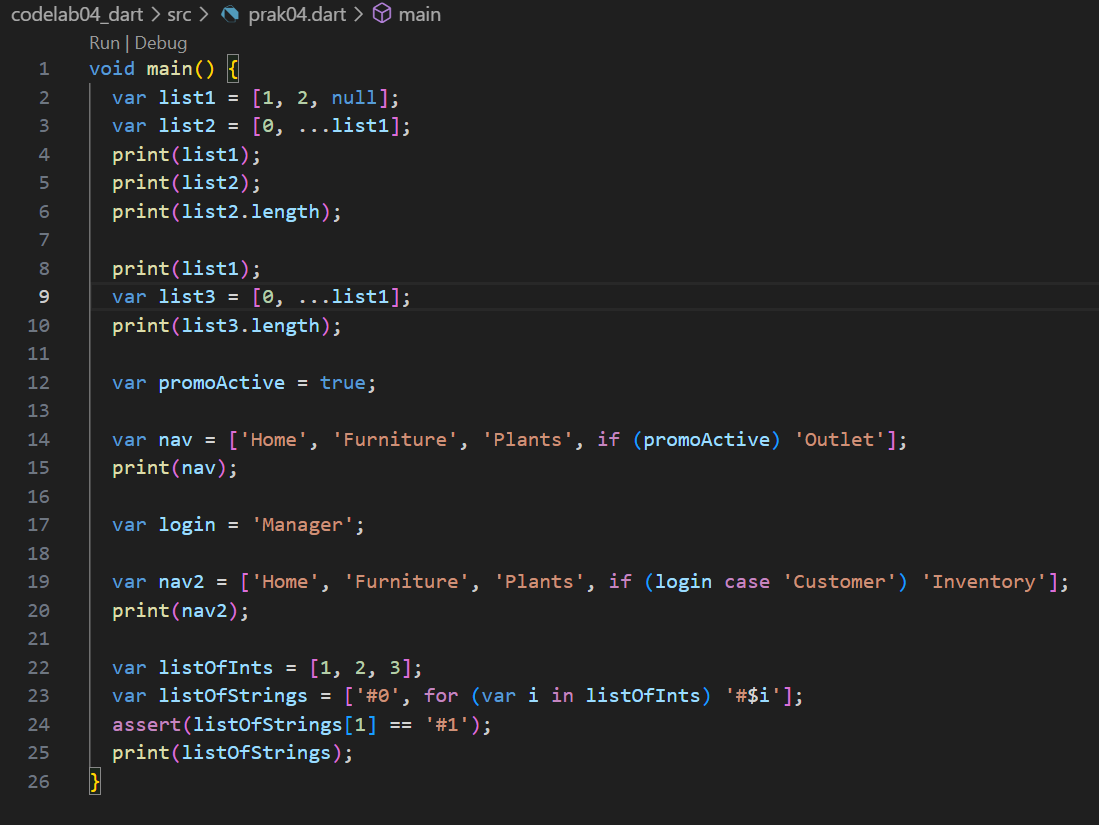 codelab04_dart > src > prak04.dart > main
Run | Debug
1 void main() {
2 var list1 = [1, 2, null];
3 var list2 = [0, ...list1];
4 print(list1);
5 print(list2);
6 print(list2.length);
7
8 print(list1);
9 var list3 = [0, ...list1];
10 print(list3.length);
11
12 var promoActive = true;
13
14 var nav = ['Home', 'Furniture', 'Plants', if (promoActive) 'Outlet'];
15 print(nav);
16
17 var login = 'Manager';
18
19 var nav2 = ['Home', 'Furniture', 'Plants', if (login case 'Customer') 'Inventory'];
20 print(nav2);
21
22 var listOfInts = [1, 2, 3];
23 var listOfStrings = ['#0', for (var i in listOfInts) '#$i'];
24 assert(listOfStrings[1] == '#1');
25 print(listOfStrings);
26 }